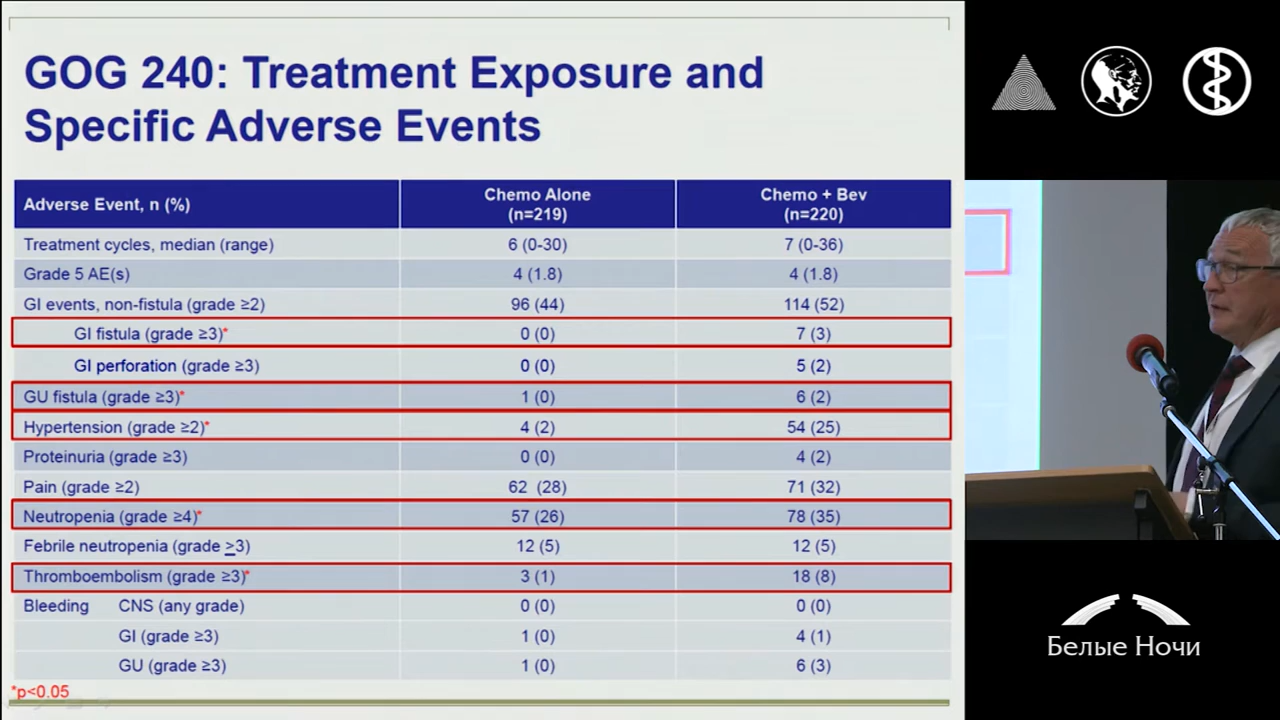 GOG 240: Treatment Exposure and
Specific Adverse Events
Adverse Event, n (%) Chemo Alone (n=219) Chemo + Bev (n=220)
Treatment cycles, median (range) 6 (0-30) 7 (0-36)
Grade 5 AE(s) 4 (1.8) 4 (1.8)
GI events, non-fistula (grade ≥2) 96 (44) 114 (52)
GI fistula (grade ≥3)* 0 (0) 7 (3)
GI perforation (grade ≥3) 0 (0) 5 (2)
GU fistula (grade ≥3)* 1 (0) 6 (2)
Hypertension (grade ≥2)* 4 (2) 54 (25)
Proteinuria (grade ≥3) 0 (0) 4 (2)
Pain (grade ≥2) 62 (28) 71 (32)
Neutropenia (grade ≥4)* 57 (26) 78 (35)
Febrile neutropenia (grade ≥3) 12 (5) 12 (5)
Thromboembolism (grade ≥3)* 3 (1) 18 (8)
Bleeding CNS (any grade) 0 (0) 0 (0)
GI (grade ≥3) 1 (0) 4 (1)
GU (grade ≥3) 1 (0) 6 (3)
*p<0.05
Белые Ночи